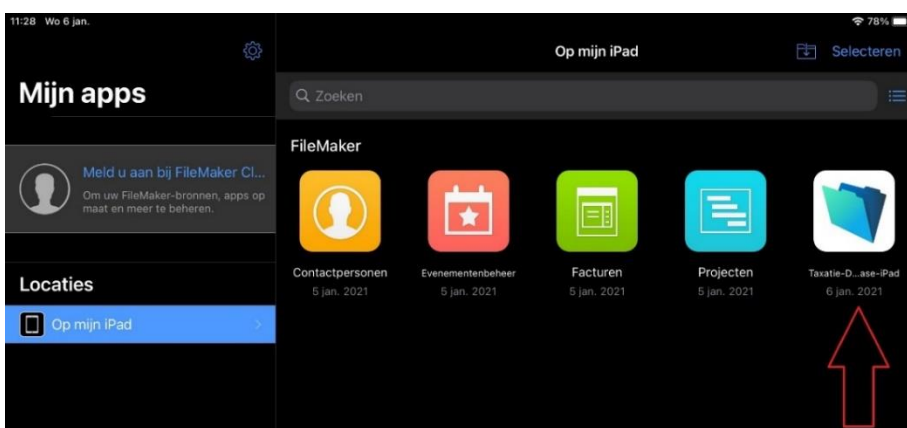 11:28 Wo 6 jan.
78%
Mijn apps
Meld u aan bij FileMaker Cl...
Om uw FileMaker-bronnen, apps op
maat en meer te beheren.
Locaties
Op mijn iPad
Op mijn iPad
Selecteren
Zoeken
FileMaker
Contactpersonen
5 jan. 2021
Evenementenbeheer
5 jan. 2021
Facturen
5 jan. 2021
Projecten
5 jan. 2021
Taxatie-D...ase-iPad
6 jan. 2021